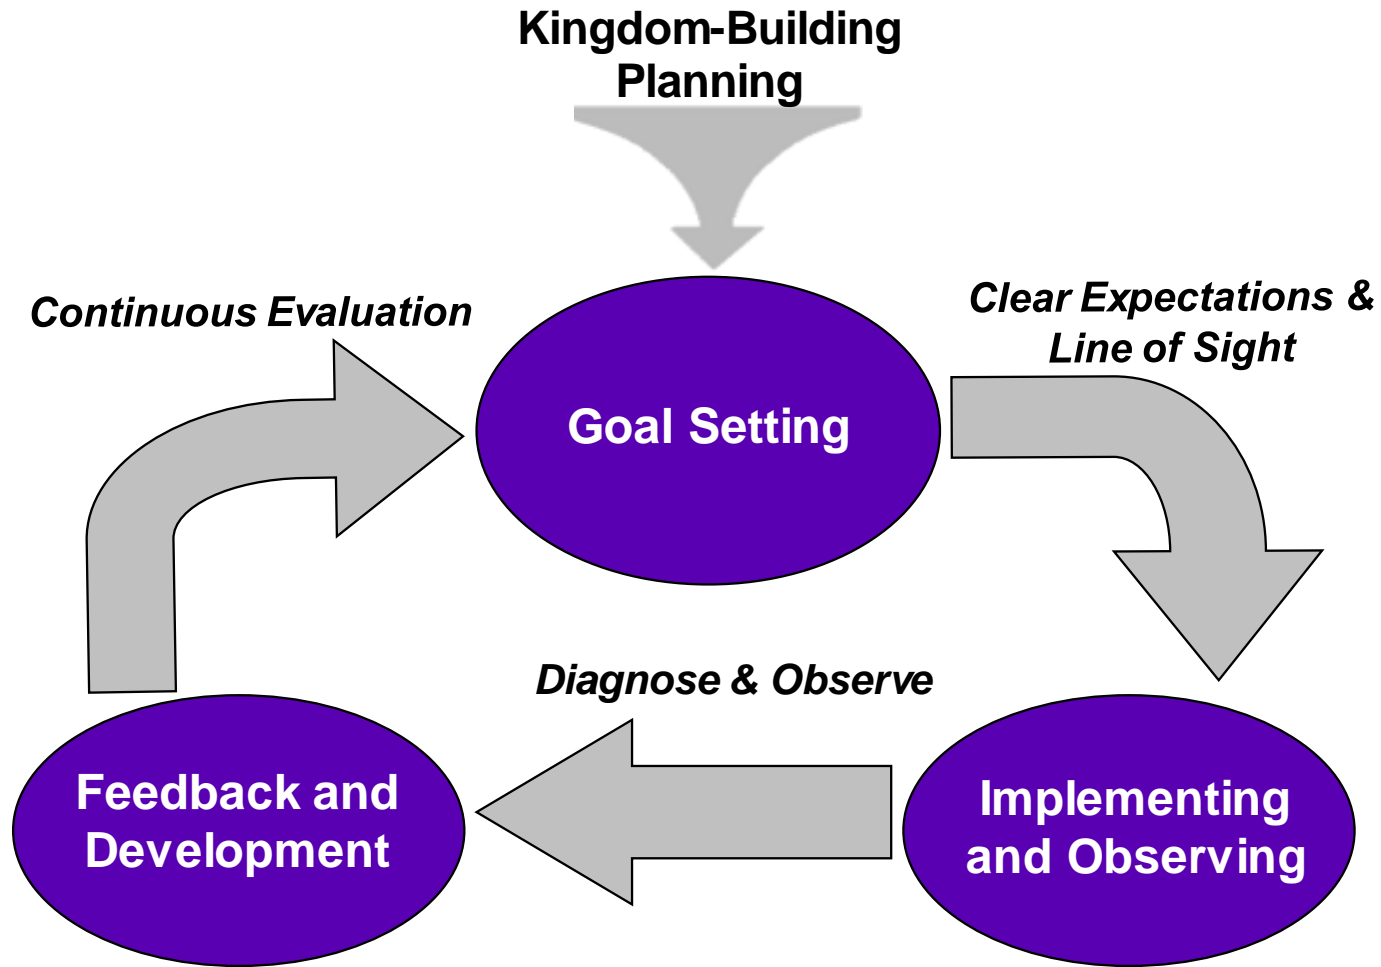 Kingdom-Building
Planning
Continuous Evaluation
Clear Expectations &
Line of Sight
Goal Setting
Diagnose & Observe
Feedback and
Development
Implementing
and Observing